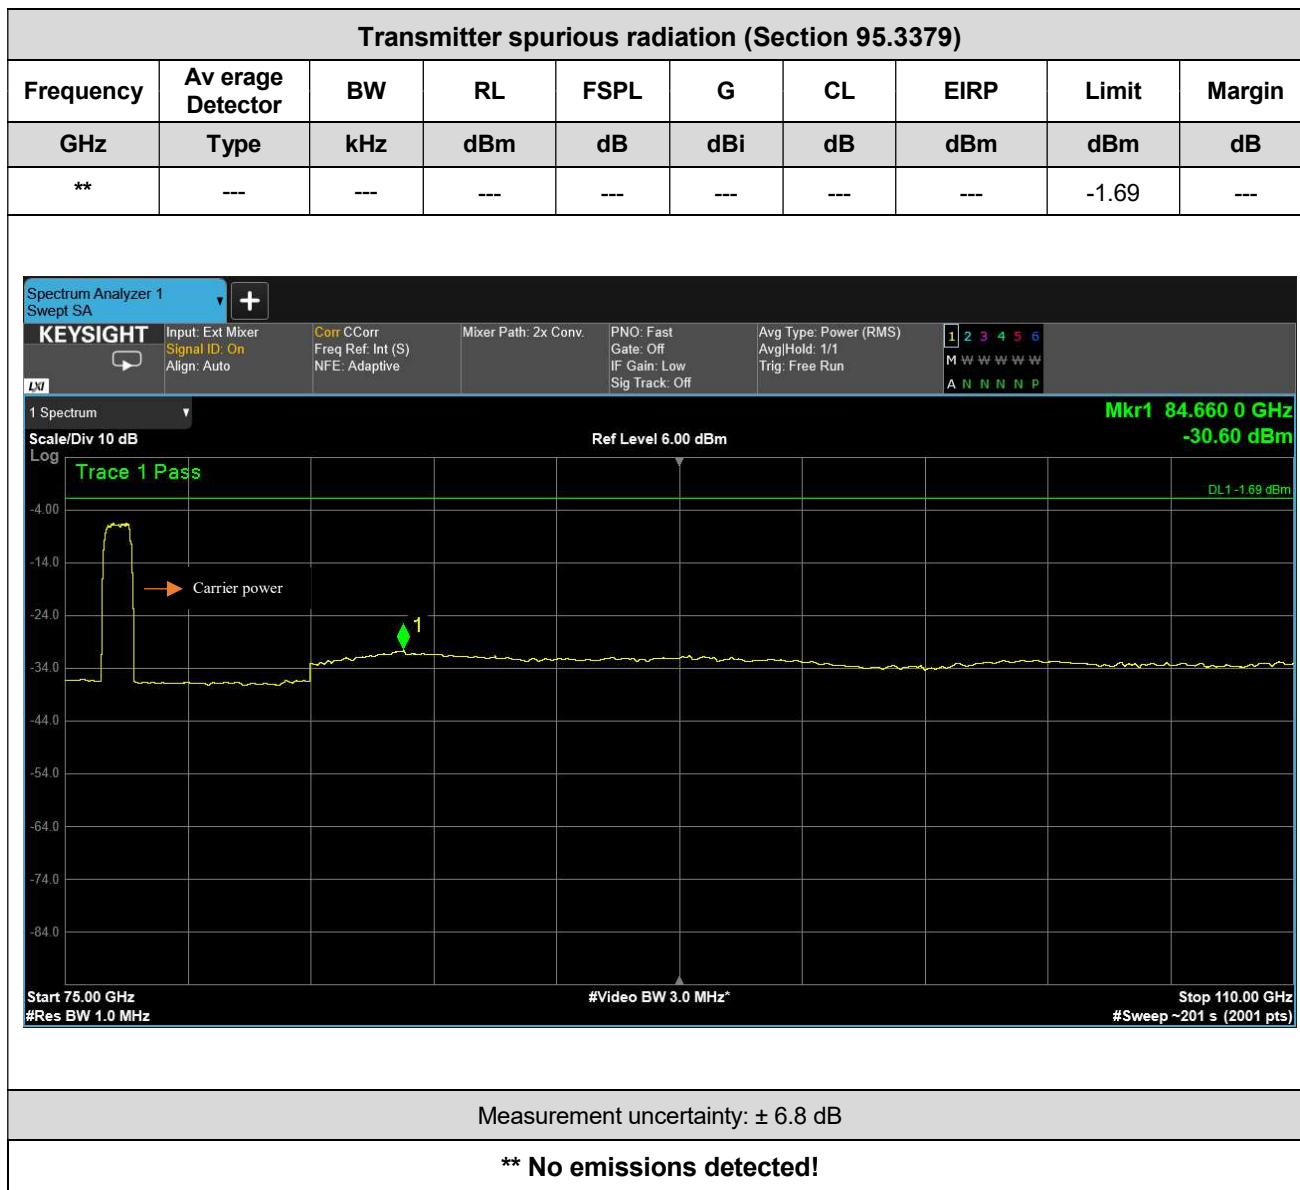 Transmitter spurious radiation (Section 95.3379)
Frequency Av erage Detector BW RL FSPL G CL EIRP Limit Margin
GHz Type kHz dBm dB dBi dB dBm dBm dB
** --- --- --- --- --- --- --- -1.69 ---
Spectrum Analyzer 1
Swept SA
+
KEYSIGHT Input: Ext Mixer Corr CCorr Mixer Path: 2x Conv. PNO: Fast Avg Type: Power (RMS) 1 2 3 4 5 6
Signal ID: On Freq Ref: Int (S) Gate: Off Avg|Hold: 1/1 M W W W W W
Align: Auto NFE: Adaptive IF Gain: Low Trig: Free Run
LXI Sig Track: Off A N N N N P
1 Spectrum Mkr1 84.660 0 GHz
Scale/Div 10 dB Ref Level 6.00 dBm -30.60 dBm
Log
Trace 1 Pass
DL1 -1.69 dBm
-4.00
-14.0
Carrier power
-24.0
1
-34.0
-44.0
-54.0
-64.0
-74.0
-84.0
Start 75.00 GHz #Video BW 3.0 MHz* Stop 110.00 GHz
#Res BW 1.0 MHz #Sweep ~201 s (2001 pts)
Measurement uncertainty: ± 6.8 dB
** No emissions detected!